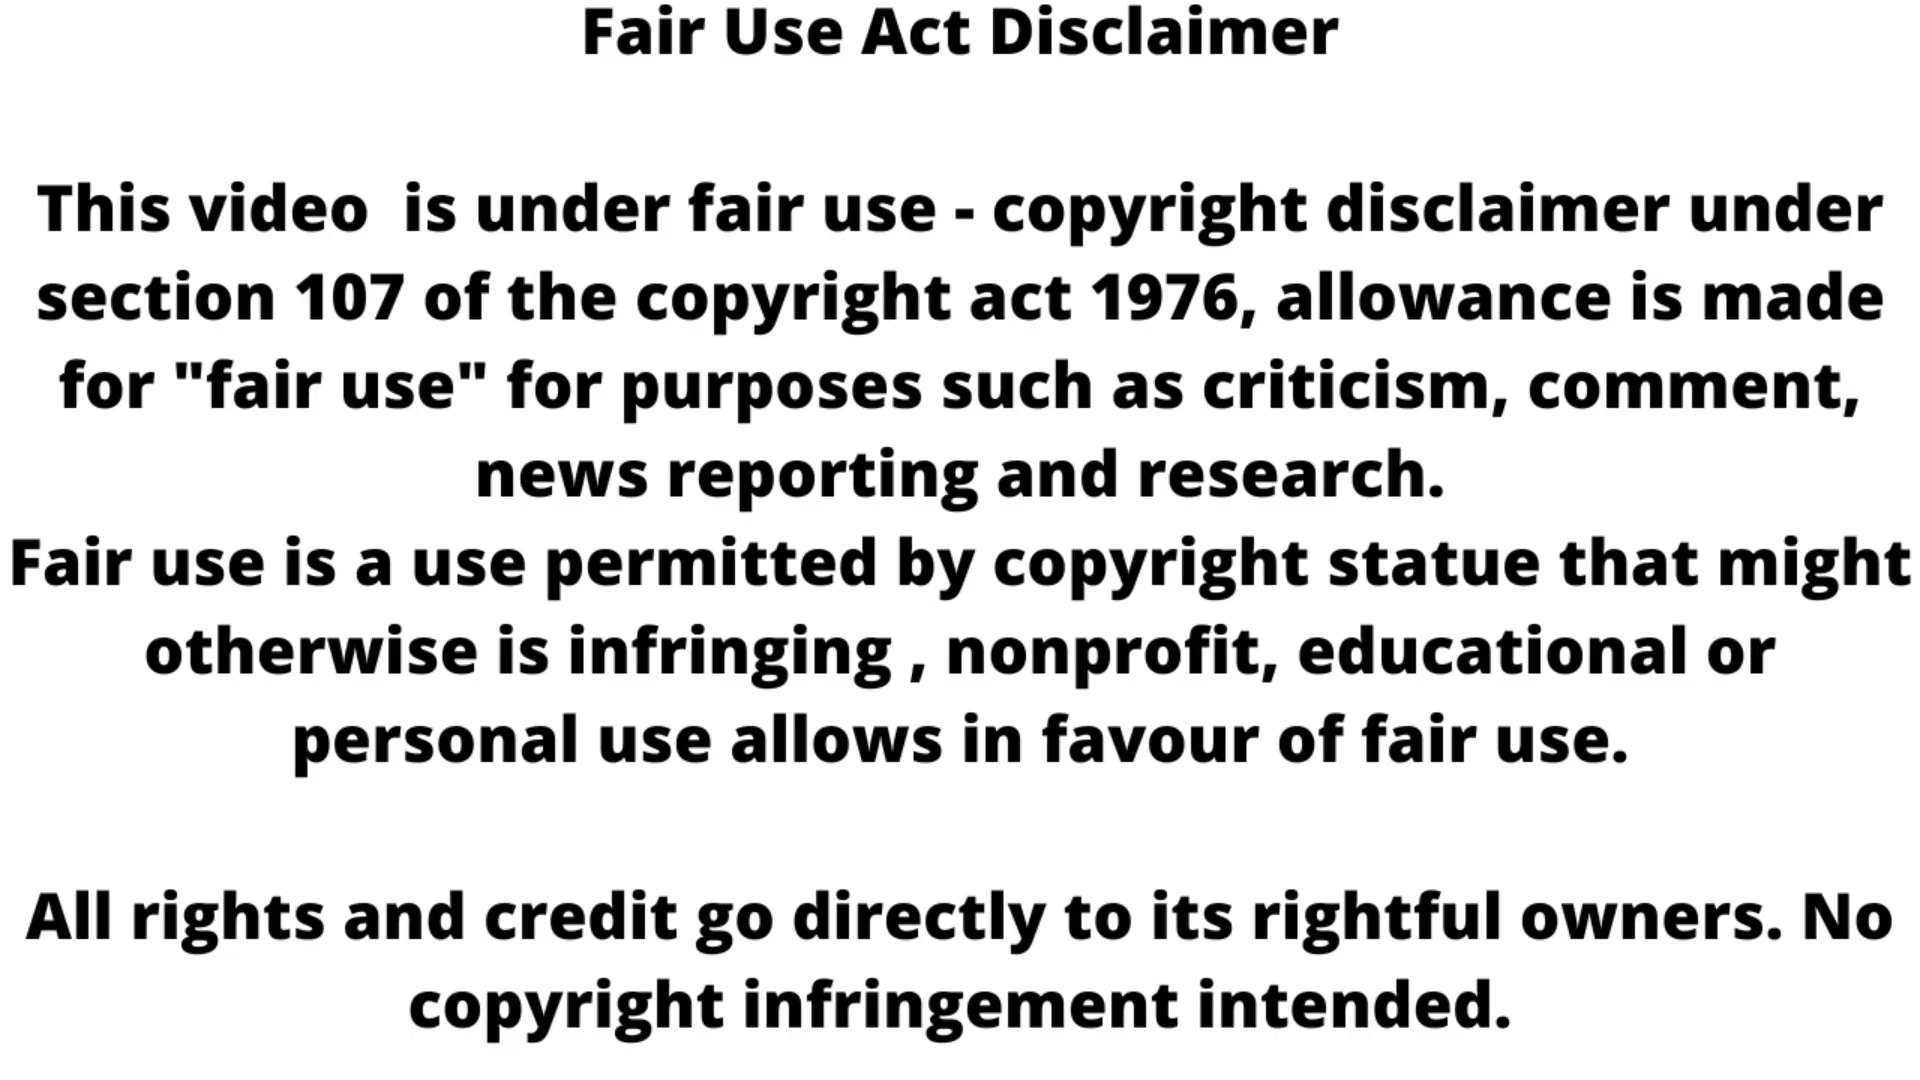 Fair Use Act Disclaimer
This video  is under fair use - copyright disclaimer under
section 107 of the copyright act 1976, allowance is made
for "fair use" for purposes such as criticism, comment,
news reporting and research.
Fair use is a use permitted by copyright statue that might
otherwise is infringing , nonprofit, educational or
personal use allows in favour of fair use.
All rights and credit go directly to its rightful owners. No
copyright infringement intended.